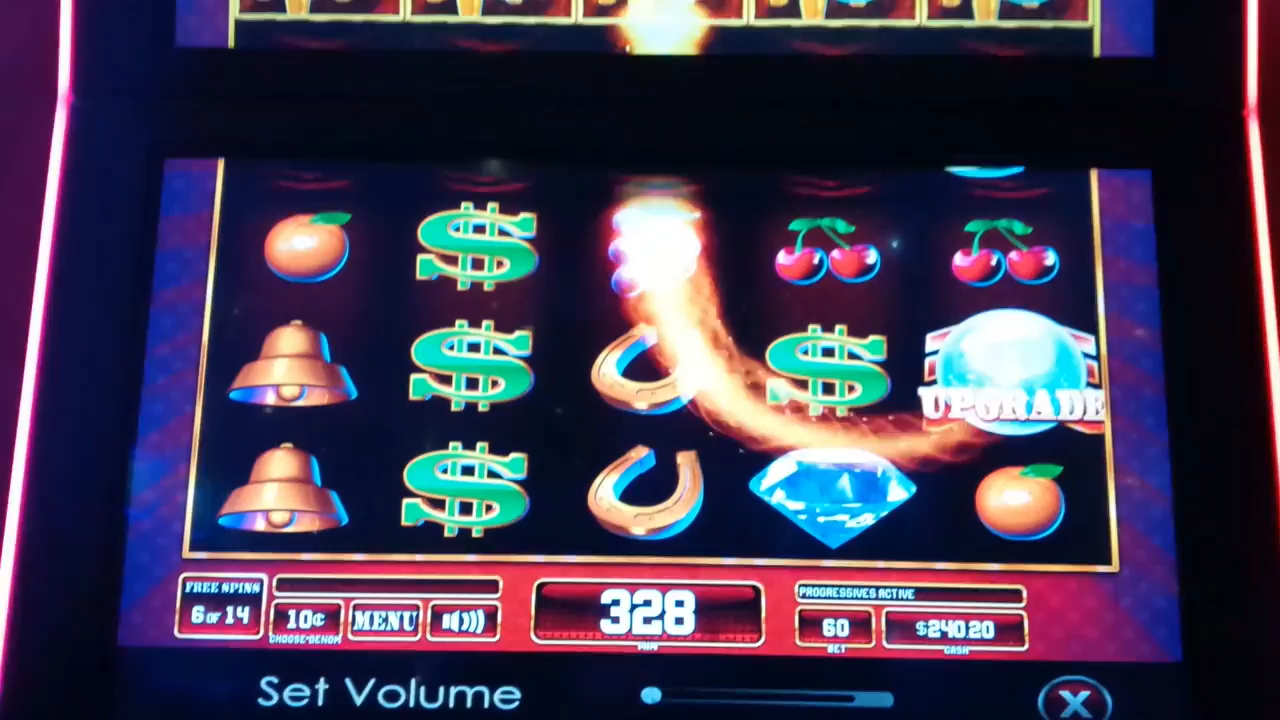 UPGRADE
FREE SPINS
6 OF 14
10¢
CHOOSE DENOM
MENU
328
WIN
PROGRESSIVES ACTIVE
60
BET
$240.20
CASH
Set Volume
X